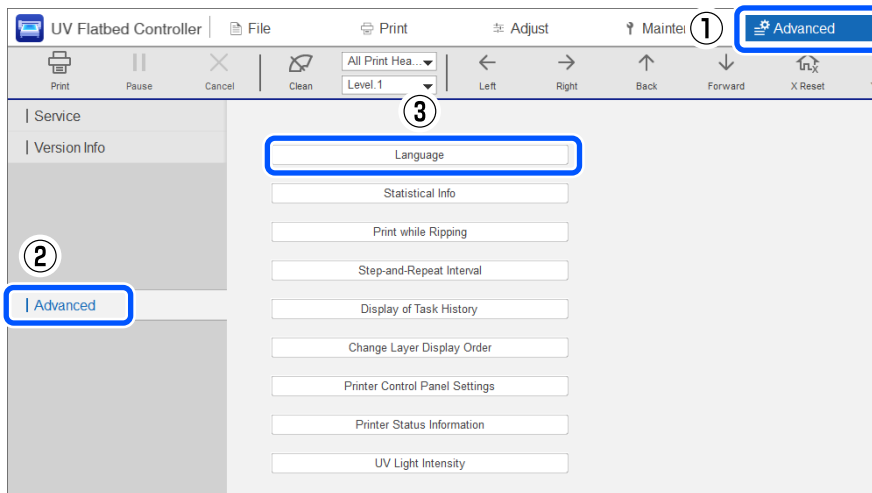 UV Flatbed Controller File Print Adjust Mainte ① Advanced
All Print Hea...
Level.1
Print Pause Cancel Clean Left Right Back Forward X Reset
③
Service
Version Info
②
Advanced
Language
Statistical Info
Print while Ripping
Step-and-Repeat Interval
Display of Task History
Change Layer Display Order
Printer Control Panel Settings
Printer Status Information
UV Light Intensity